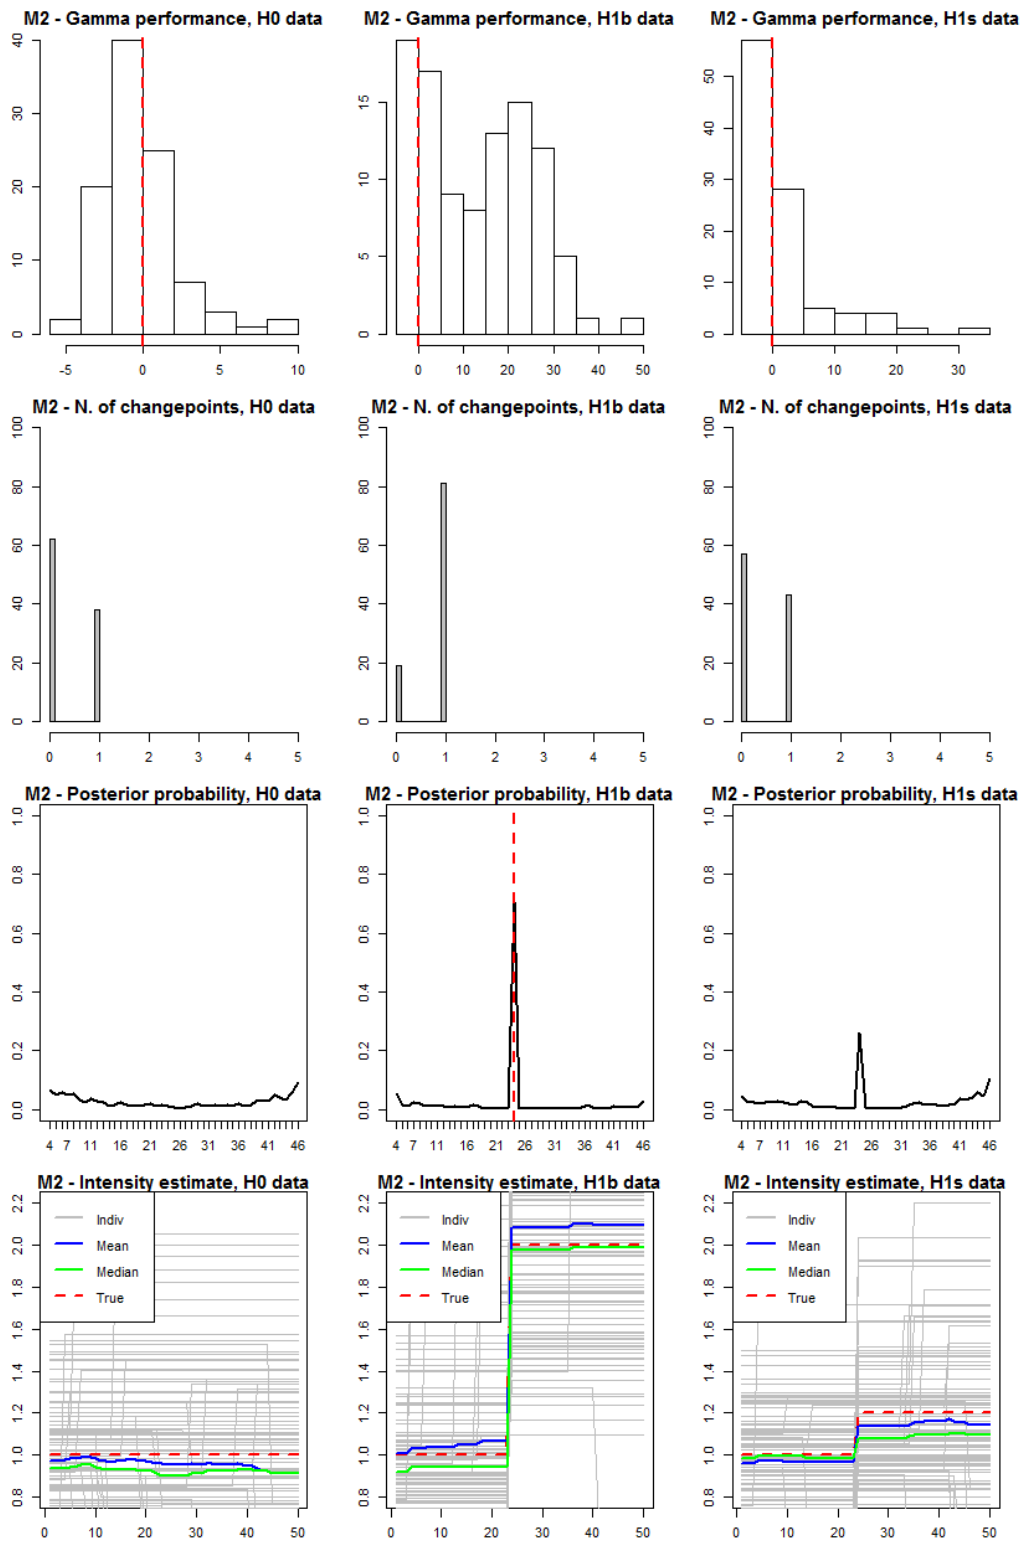 M2 - Gamma performance, H0 data
M2 - Gamma performance, H1b data
M2 - Gamma performance, H1s data
40
30
20
10
0
-5 0 5 10
15
10
5
0
0 10 20 30 40 50
50
40
30
20
10
0
0 10 20 30
M2 - N. of changepoints, H0 data
M2 - N. of changepoints, H1b data
M2 - N. of changepoints, H1s data
100
80
60
40
20
0
0 1 2 3 4 5
100
80
60
40
20
0
0 1 2 3 4 5
100
80
60
40
20
0
0 1 2 3 4 5
M2 - Posterior probability, H0 data
M2 - Posterior probability, H1b data
M2 - Posterior probability, H1s data
1.0
0.8
0.6
0.4
0.2
0.0
4 7 11 16 21 26 31 36 41 46
1.0
0.8
0.6
0.4
0.2
0.0
4 7 11 16 21 26 31 36 41 46
1.0
0.8
0.6
0.4
0.2
0.0
4 7 11 16 21 26 31 36 41 46
M2 - Intensity estimate, H0 data
M2 - Intensity estimate, H1b data
M2 - Intensity estimate, H1s data
2.2
2.0
1.8
1.6
1.4
1.2
1.0
0.8
Indiv
Mean
Median
True
0 10 20 30 40 50
2.2
2.0
1.8
1.6
1.4
1.2
1.0
0.8
Indiv
Mean
Median
True
0 10 20 30 40 50
2.2
2.0
1.8
1.6
1.4
1.2
1.0
0.8
Indiv
Mean
Median
True
0 10 20 30 40 50